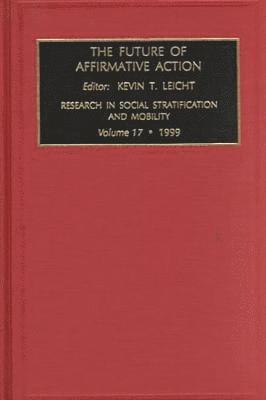 THE FUTURE OF
AFFIRMATIVE ACTION
Editor: KEVIN T. LEICHT
RESEARCH IN SOCIAL STRATIFICATION
AND MOBILITY
Volume 17 • 1999